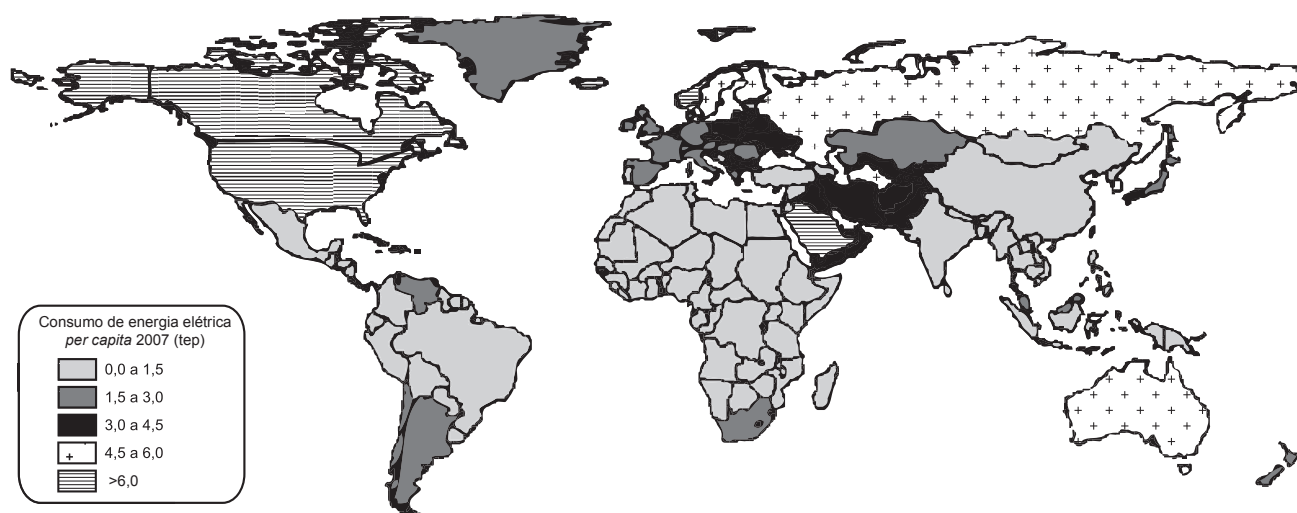 Consumo de energia elétrica
per capita 2007 (tep)
0,0 a 1,5
1,5 a 3,0
3,0 a 4,5
4,5 a 6,0
>6,0